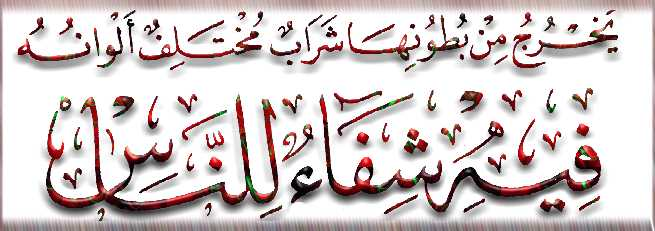 يَخْرُجُ مِنْ بُطُونِهَا شَرَابٌ مُخْتَلِفٌ أَلْوَانُهُ
فِيهِ شِفَاءٌ لِلنَّاسِ